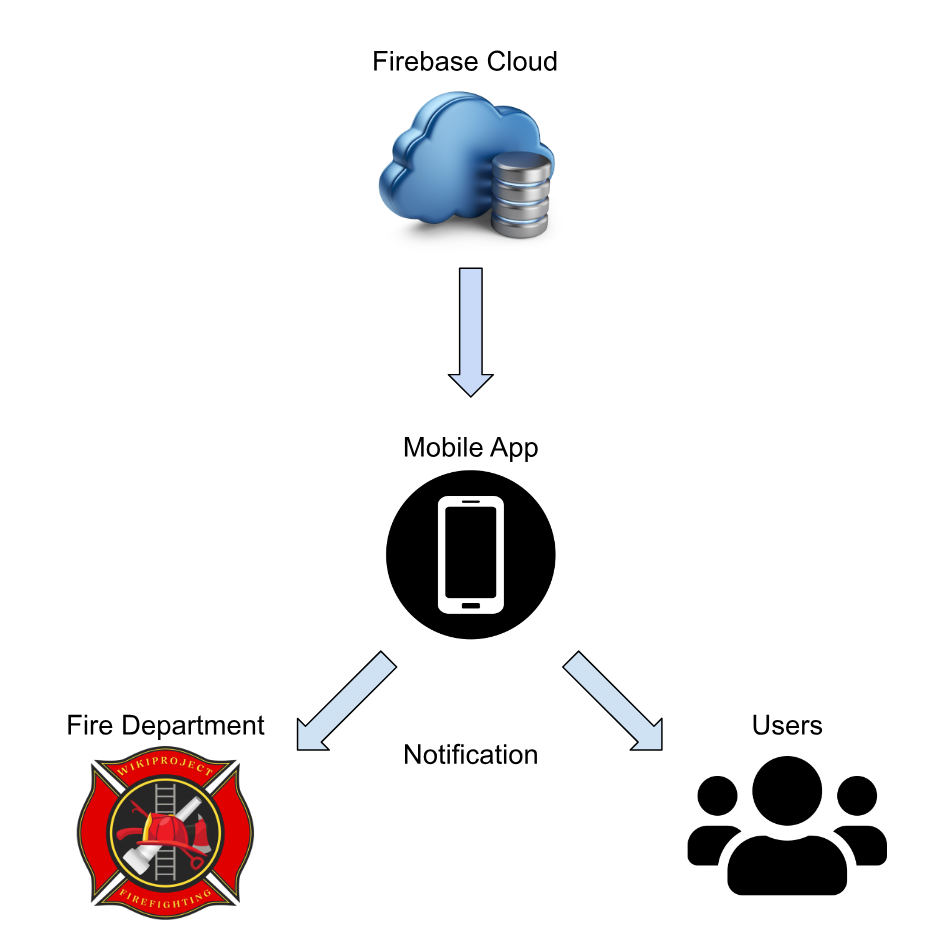 Firebase Cloud
Mobile App
Fire Department
Users
Notification
WIKIPROJECT
FIREFIGHTING